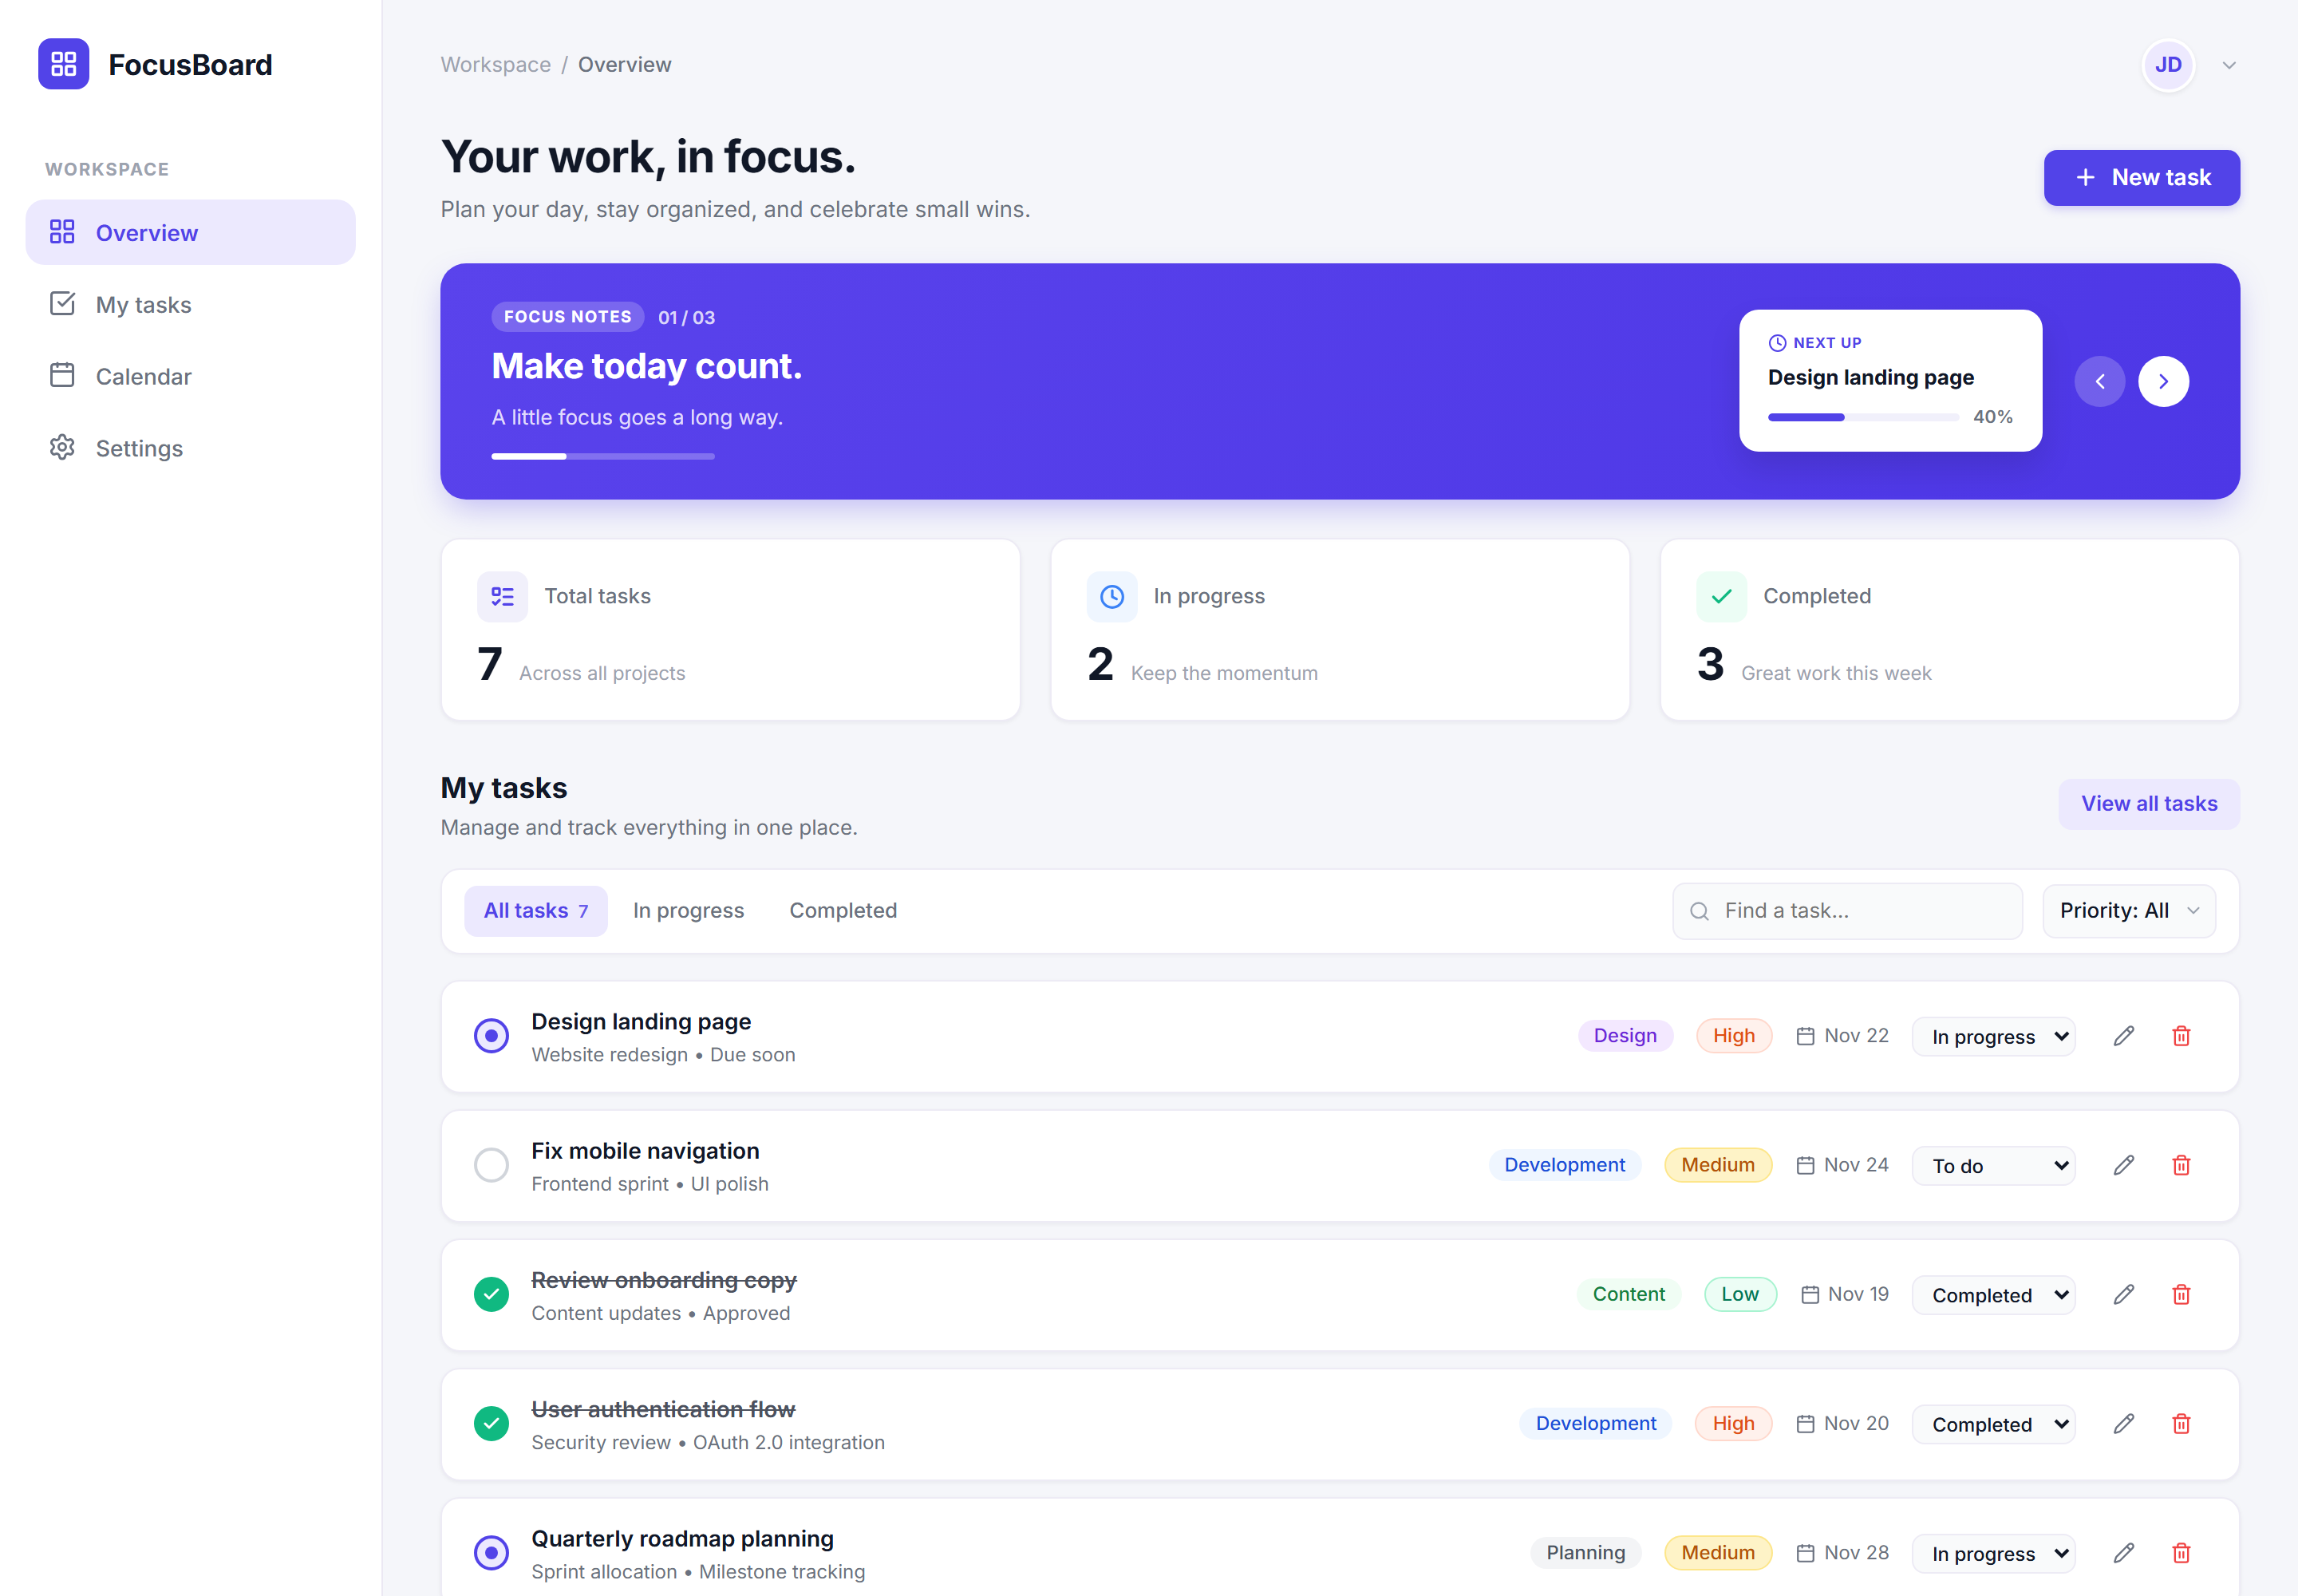 FocusBoard
WORKSPACE
Overview
My tasks
Calendar
Settings
Workspace / Overview
JD
Your work, in focus.
Plan your day, stay organized, and celebrate small wins.
New task
FOCUS NOTES 01 / 03
Make today count.
A little focus goes a long way.
NEXT UP
Design landing page
40%
Total tasks
7 Across all projects
In progress
2 Keep the momentum
Completed
3 Great work this week
My tasks
Manage and track everything in one place.
View all tasks
All tasks 7 In progress Completed
Find a task...
Priority: All
Design landing page
Website redesign • Due soon
Design High Nov 22 In progress
Fix mobile navigation
Frontend sprint • UI polish
Development Medium Nov 24 To do
Review onboarding copy
Content updates • Approved
Content Low Nov 19 Completed
User authentication flow
Security review • OAuth 2.0 integration
Development High Nov 20 Completed
Quarterly roadmap planning
Sprint allocation • Milestone tracking
Planning Medium Nov 28 In progress